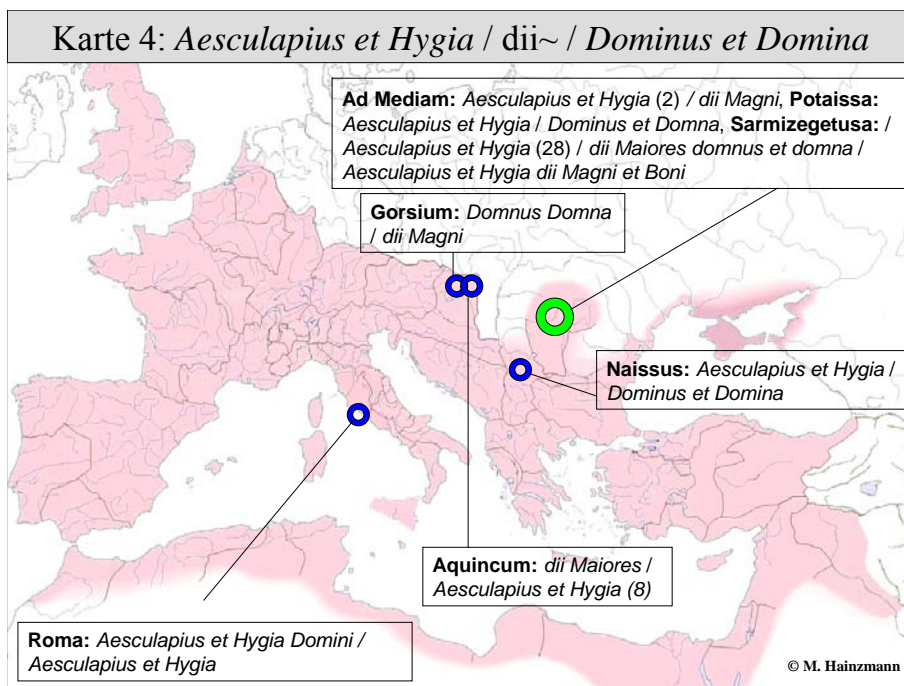 Karte 4: Aesculapius et Hygia / dii~ / Dominus et Domina
Ad Mediam: Aesculapius et Hygia (2) / dii Magni, Potaissa:
Aesculapius et Hygia / Dominus et Domna, Sarmizegetusa: /
Aesculapius et Hygia (28) / dii Maiores domnus et domna /
Aesculapius et Hygia dii Magni et Boni
Gorsium: Domnus Domna
/ dii Magni
Naissus: Aesculapius et Hygia /
Dominus et Domina
Aquincum: dii Maiores /
Aesculapius et Hygia (8)
Roma: Aesculapius et Hygia Domini /
Aesculapius et Hygia
© M. Hainzmann